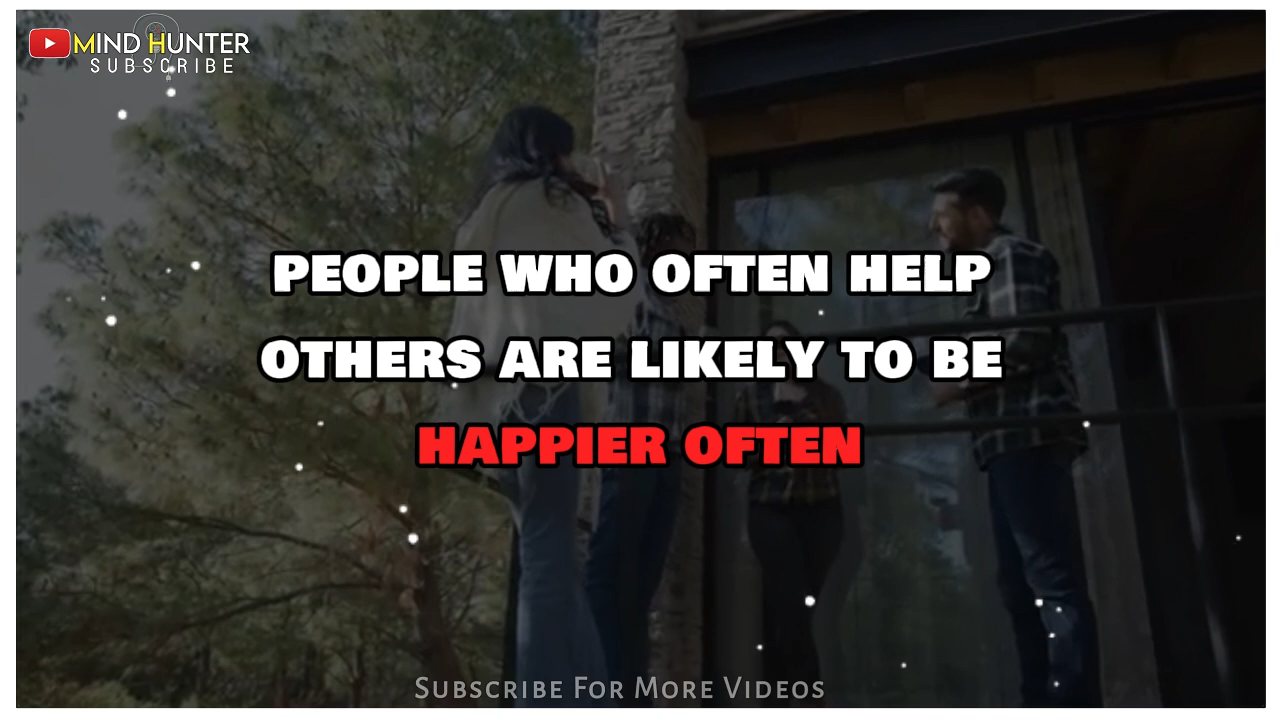 MIND HUNTER
SUBSCRIBE
PEOPLE WHO OFTEN HELP
OTHERS ARE LIKELY TO BE
HAPPIER OFTEN
SUBSCRIBE FOR MORE VIDEOS